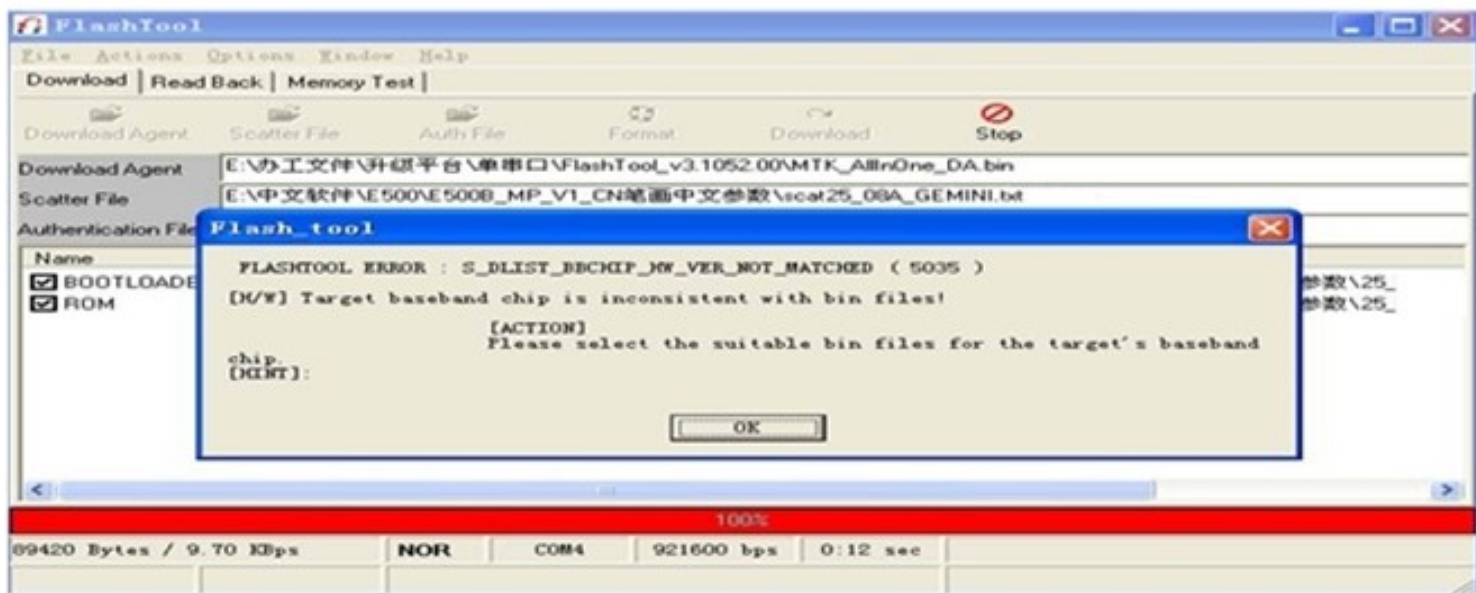 FlashTool
File Actions Options Window Help
Download Read Back Memory Test
Download Agent Scatter File Auth File Format Download Stop
Download Agent E:\办工文件\升级平台\单串口\FlashTool_v3.1052.00\MTK_AllInOne_DA.bin
Scatter File E:\中文软件\E500\E500B_MP_V1_CN笔画中文参数\scat25_08A_GEMINI.txt
Authentication File
Flash_tool
Name
FLASHTOOL ERROR : S_DLIST_BBCHIP_HW_VER_NOT_MATCHED ( 5035 )
BOOTLOADE 参数\25_
[H/W] Target baseband chip is inconsistent with bin files!
ROM 参数\25_
[ACTION]
Please select the suitable bin files for the target's baseband
chip.
[HINT]:
OK
100%
89420 Bytes / 9.70 KBps NOR COM4 921600 bps 0:12 sec